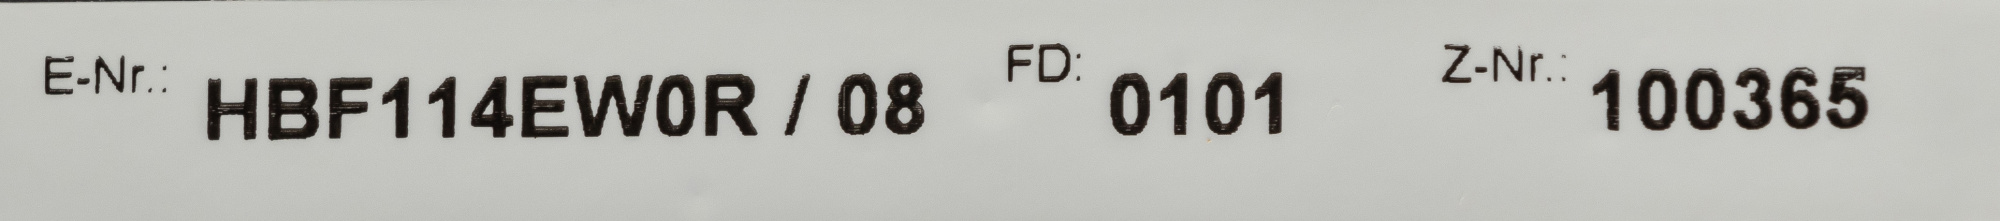 E-Nr.: HBF114EW0R / 08 FD: 0101 Z-Nr.: 100365